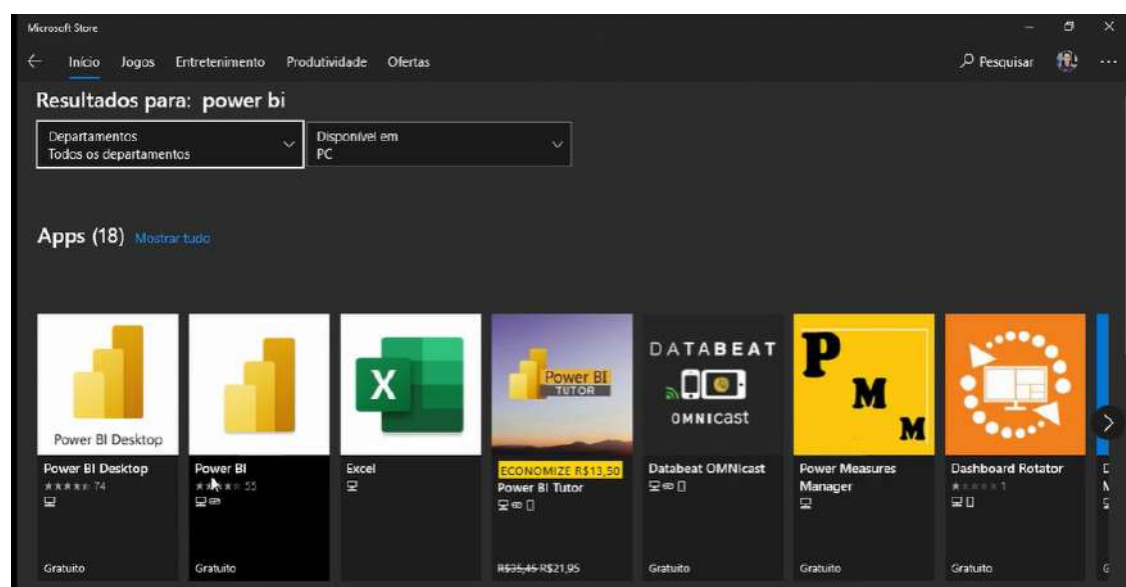 Microsoft Store
Início Jogos Entretenimento Produtividade Ofertas Pesquisar
Resultados para: power bi
Departamentos
Todos os departamentos
Disponível em
PC
Apps (18) Mostrar tudo
Power BI Desktop
Power BI Desktop
74
Gratuito
Power BI
55
Gratuito
X
Excel
Power BI
TUTOR
ECONOMIZE R$13,50
Power BI Tutor
R$35,45 R$21,95
DATABEAT
OMNICAST
Databeat OMNIcast
Gratuito
P
M
M
Power Measures
Manager
Gratuito
Dashboard Rotator
1
Gratuito